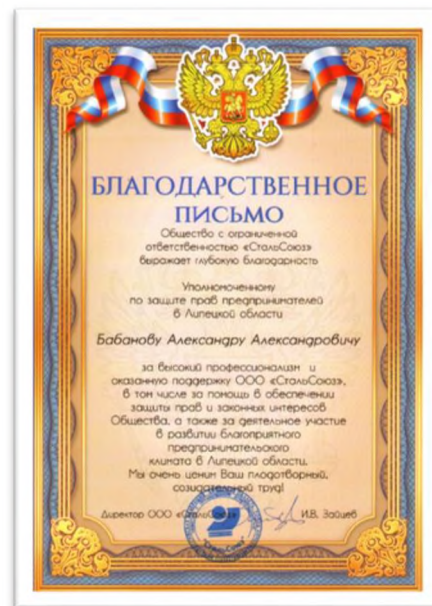 БЛАГОДАРСТВЕННОЕ
ПИСЬМО
Общество с ограниченной
ответственностью «СтальСоюз»
выражает глубокую благодарность
Уполномоченному
по защите прав предпринимателей
в Липецкой области
Бабанову Александру Александровичу
за высокий профессионализм и
оказанную поддержку ООО «СтальСоюз»,
в том числе за помощь в обеспечении
защиты прав и законных интересов
Общества, а также за деятельное участие
в развитии благоприятного
предпринимательского
климата в Липецкой области.
Мы очень ценим Ваш плодотворный,
созидательный труд!
Директор ООО «СтальСоюз» И.В. Зайцев